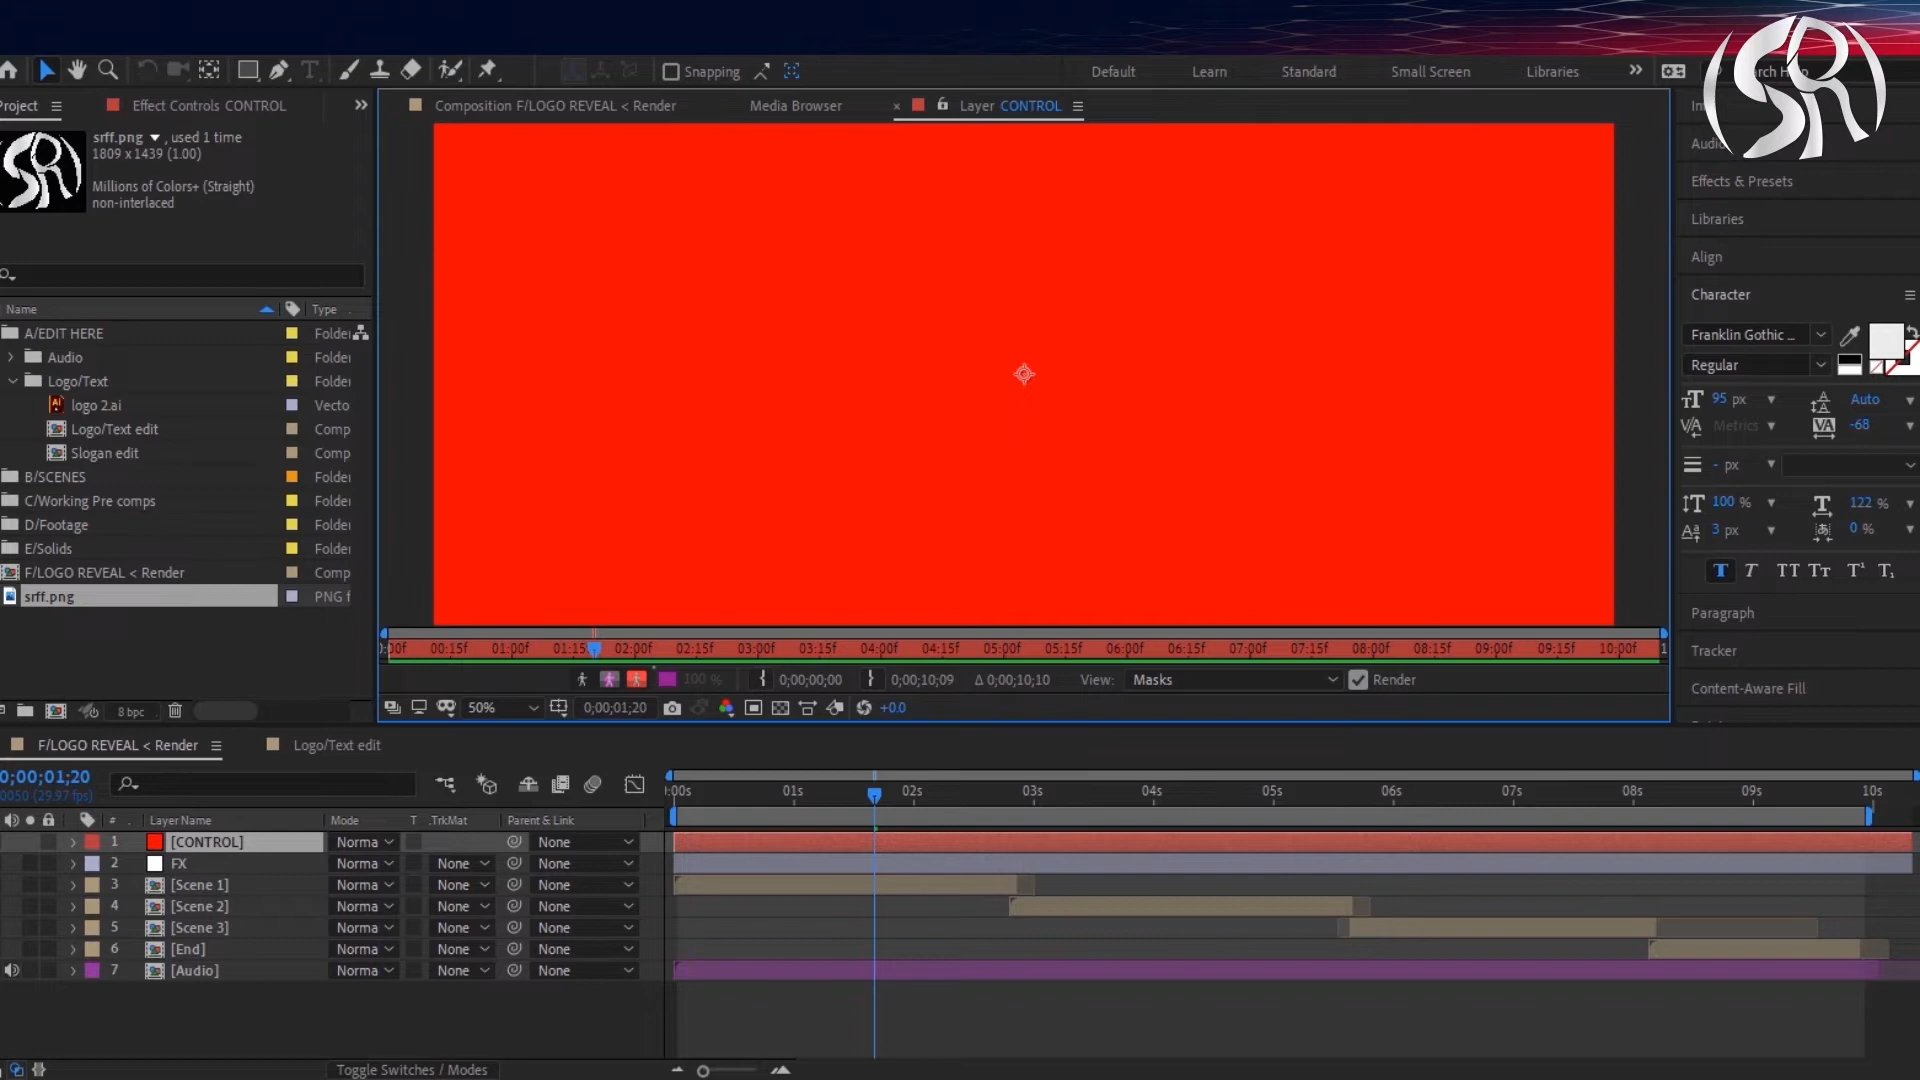 Snapping
Default
Learn
Standard
Small Screen
Libraries
Project
Effect Controls CONTROL
Composition F/LOGO REVEAL < Render
Media Browser
Layer CONTROL
srff.png , used 1 time
1809 x 1439 (1.00)
Millions of Colors+ (Straight)
non-interlaced
Effects & Presets
Libraries
Align
Character
Franklin Gothic ...
Regular
95 px
Auto
Metrics
-68
- px
100 %
122 %
3 px
0 %
Paragraph
Tracker
Content-Aware Fill
Name
Type
A/EDIT HERE
Audio
Logo/Text
logo 2.ai
Vecto
Logo/Text edit
Comp
Slogan edit
Comp
B/SCENES
C/Working Pre comps
D/Footage
E/Solids
F/LOGO REVEAL < Render
Comp
srff.png
PNG f
8 bpc
00:15f 01:00f 01:15 02:00f 02:15f 03:00f 03:15f 04:00f 04:15f 05:00f 05:15f 06:00f 06:15f 07:00f 07:15f 08:00f 08:15f 09:00f 09:15f 10:00f
100 %
0;00;00;00
0;00;10;09
Δ 0;00;10;10
View: Masks
Render
50%
0;00;01;20
+0.0
F/LOGO REVEAL < Render
Logo/Text edit
0;00;01;20
0050 (29.97 fps)
:00s 01s 02s 03s 04s 05s 06s 07s 08s 09s 10s
# Layer Name Mode T .TrkMat Parent & Link
1 [CONTROL] Norma None
2 FX Norma None None
3 [Scene 1] Norma None None
4 [Scene 2] Norma None None
5 [Scene 3] Norma None None
6 [End] Norma None None
7 [Audio] Norma None None
Toggle Switches / Modes